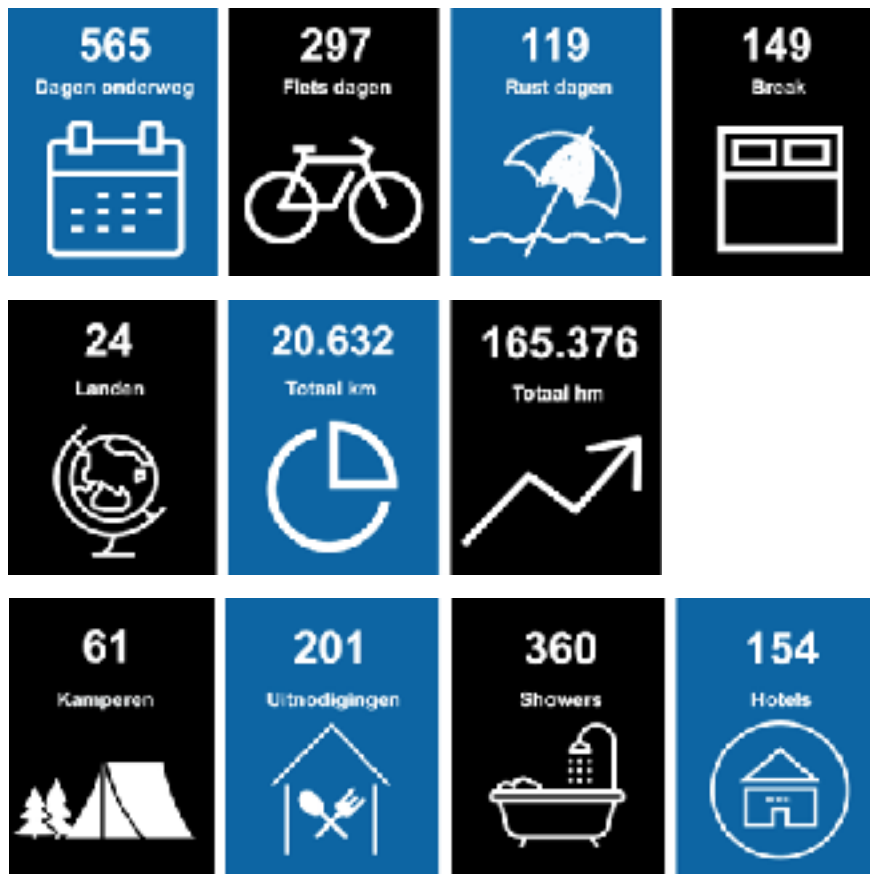 565
Dagen onderweg
297
Fiets dagen
119
Rust dagen
149
Break
24
Landen
20.632
Totaal km
165.376
Totaal hm
61
Kamperen
201
Uitnodigingen
360
Showers
154
Hotels